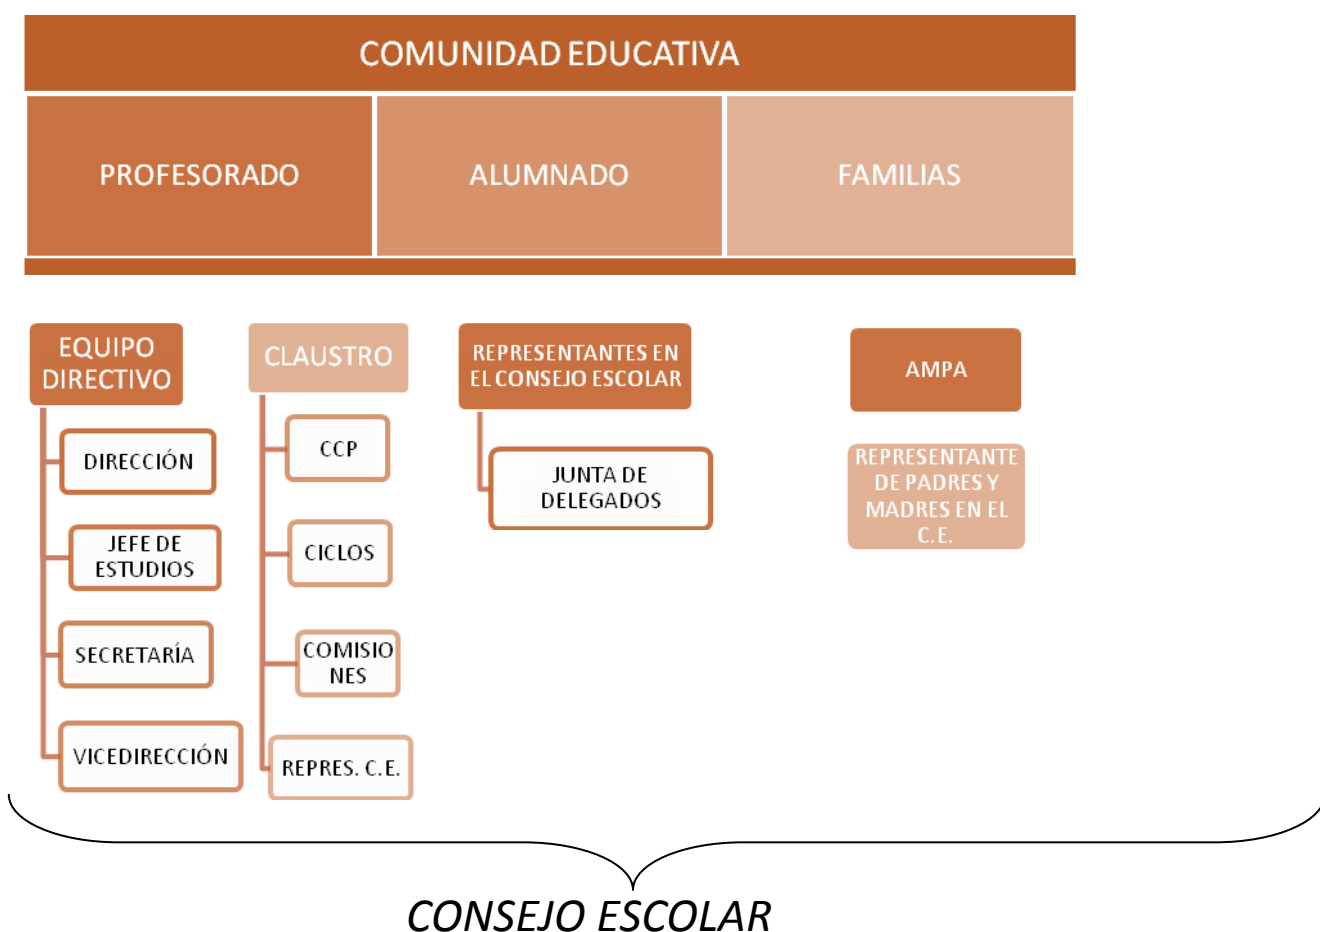 COMUNIDAD EDUCATIVA
PROFESORADO
ALUMNADO
FAMILIAS
EQUIPO
DIRECTIVO
DIRECCIÓN
JEFE DE
ESTUDIOS
SECRETARÍA
VICEDIRECCIÓN
CLAUSTRO
CCP
CICLOS
COMISIO
NES
REPRES. C.E.
REPRESENTANTES EN
EL CONSEJO ESCOLAR
JUNTA DE
DELEGADOS
AMPA
REPRESENTANTE
DE PADRES Y
MADRES EN EL
C.E.
CONSEJO ESCOLAR